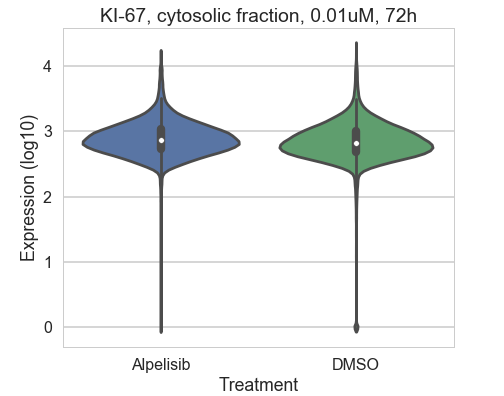 KI-67, cytosolic fraction, 0.01uM, 72h
Expression (log10)
4
3
2
1
0
Alpelisib
DMSO
Treatment